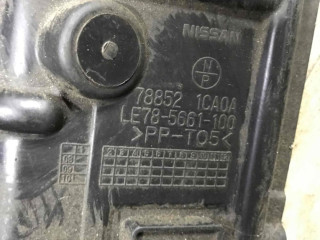 NISSAN
N
P
78852 1CA0A
LE78-5661-100
>PP-TO5<